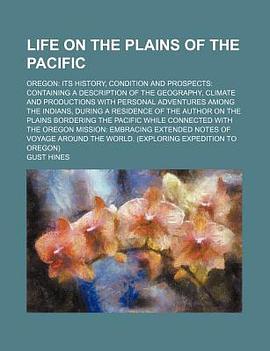 LIFE ON THE PLAINS OF THE
PACIFIC
OREGON: ITS HISTORY, CONDITION AND PROSPECTS:
CONTAINING A DESCRIPTION OF THE GEOGRAPHY, CLIMATE
AND PRODUCTIONS WITH PERSONAL ADVENTURES AMONG
THE INDIANS, DURING A RESIDENCE OF THE AUTHOR ON THE
PLAINS BORDERING THE PACIFIC WHILE CONNECTED WITH
THE OREGON MISSION: EMBRACING EXTENDED NOTES OF
VOYAGE AROUND THE WORLD. (EXPLORING EXPEDITION TO
OREGON)
GUST HINES